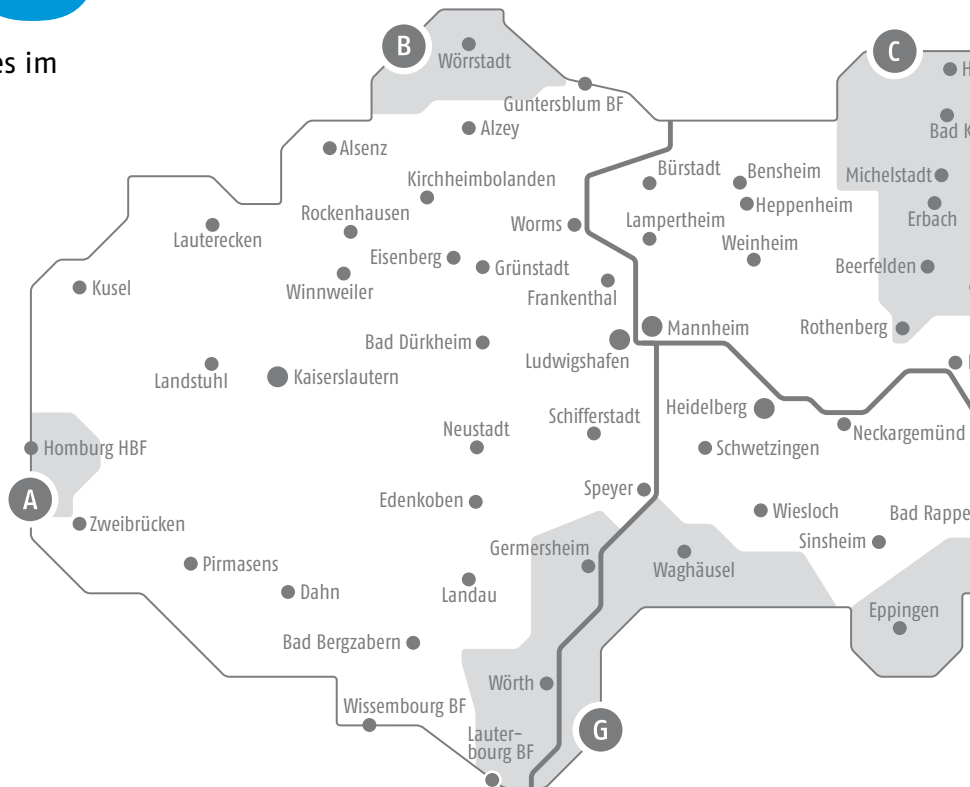 es im
B
C
Wörrstadt
H
Guntersblum BF
Bad K
Alzey
Alsenz
Bürstadt
Bensheim
Michelstadt
Kirchheimbolanden
Heppenheim
Rockenhausen
Worms
Lampertheim
Erbach
Lauterecken
Weinheim
Eisenberg
Grünstadt
Beerfelden
Kusel
Winnweiler
Frankenthal
Mannheim
Rothenberg
Bad Dürkheim
Ludwigshafen
Landstuhl
Kaiserslautern
Heidelberg
Schifferstadt
Neustadt
Neckargemünd
Homburg HBF
Schwetzingen
A
Edenkoben
Speyer
Wiesloch
Bad Rappe
Zweibrücken
Sinsheim
Germersheim
Pirmasens
Waghäusel
Dahn
Landau
Eppingen
Bad Bergzabern
Wörth
Wissembourg BF
G
Lauter-
bourg BF